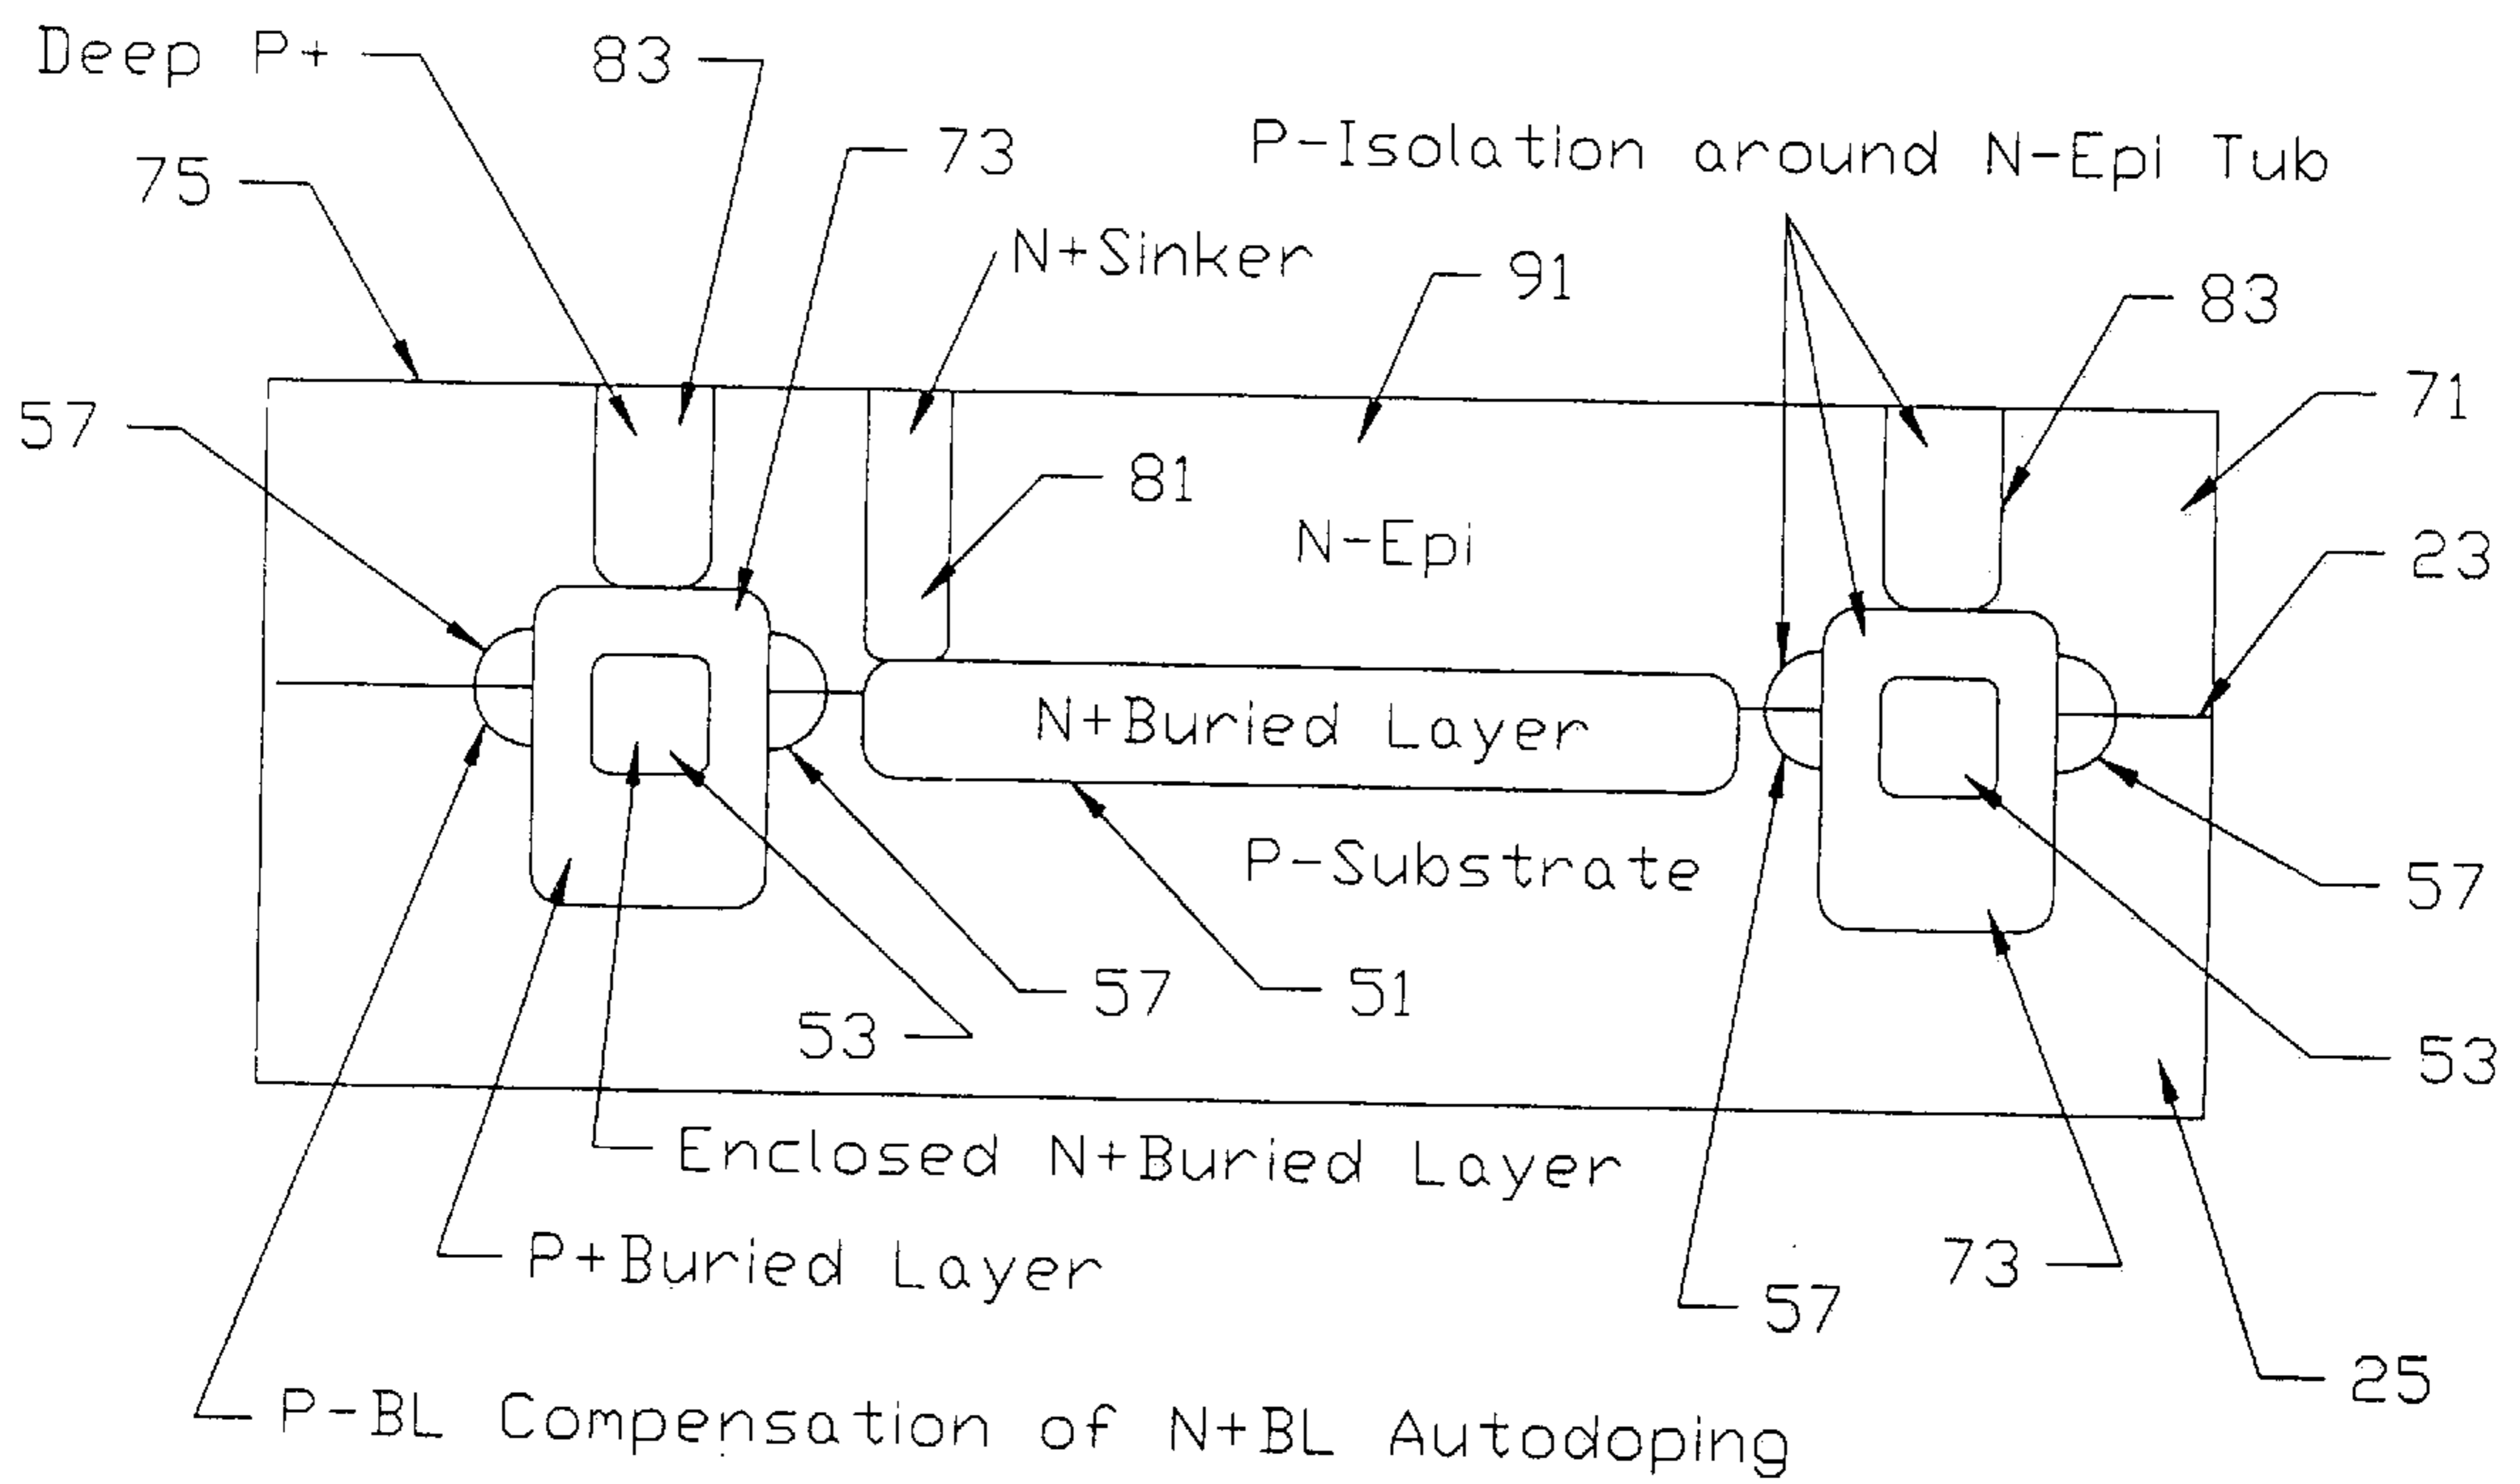 Deep P+
83
73
P-Isolation around N-Epi Tub
75
N+Sinker
91
83
71
57
81
N-Epi
23
N+Buried Layer
P-Substrate
57
57
51
53
53
Enclosed N+Buried Layer
P+Buried Layer
73
57
25
P-BL Compensation of N+BL Autodoping